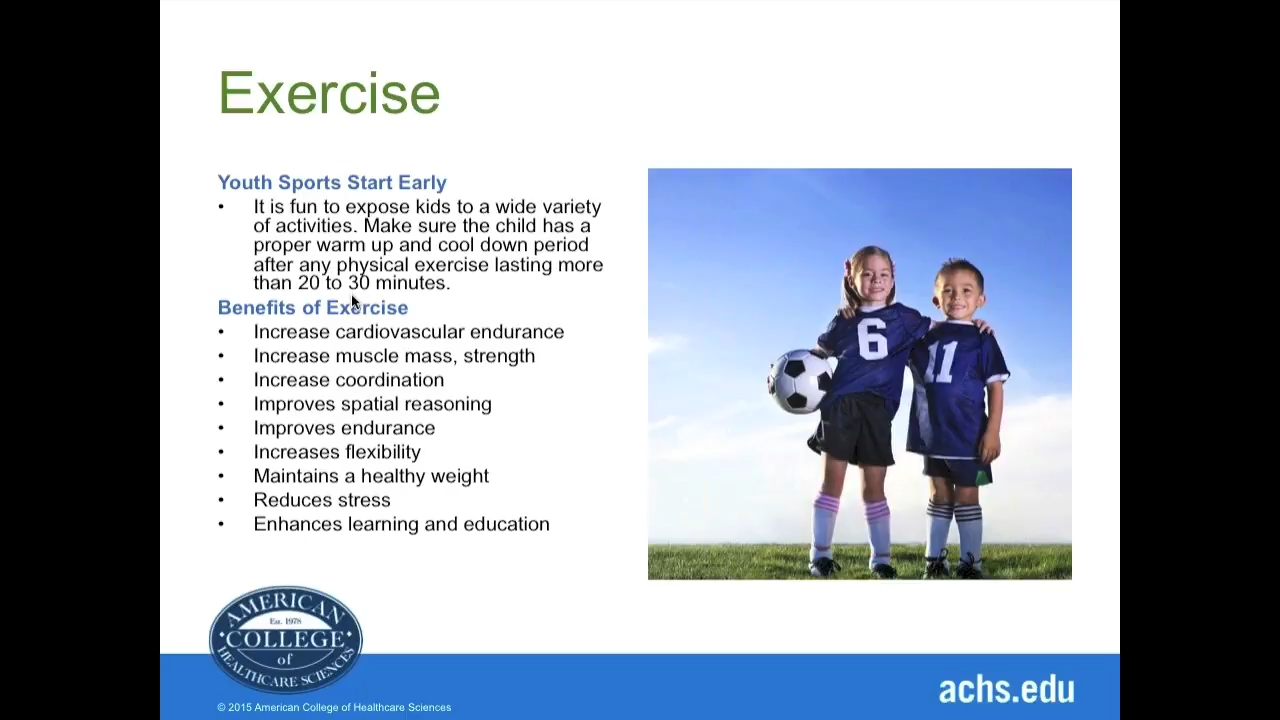 Exercise
Youth Sports Start Early
• It is fun to expose kids to a wide variety
of activities. Make sure the child has a
proper warm up and cool down period
after any physical exercise lasting more
than 20 to 30 minutes.
Benefits of Exercise
• Increase cardiovascular endurance
• Increase muscle mass, strength
• Increase coordination
• Improves spatial reasoning
• Improves endurance
• Increases flexibility
• Maintains a healthy weight
• Reduces stress
• Enhances learning and education
6
11
AMERICAN
Est. 1978
COLLEGE
of
HEALTHCARE SCIENCES
achs.edu
© 2015 American College of Healthcare Sciences